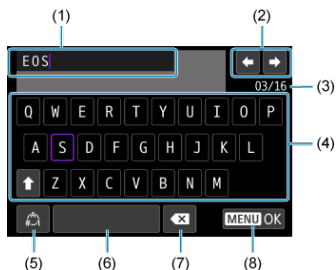 (1) (2)
EOS
03/16 (3)
Q W E R T Y U I O P
A S D F G H J K L (4)
Z X C V B N M
MENU OK
(5) (6) (7) (8)